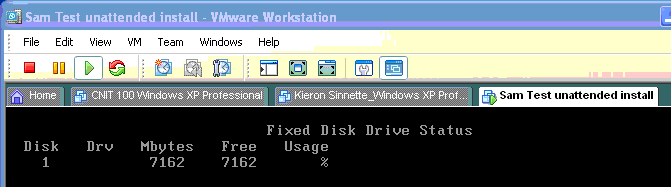 Sam Test unattended install - VMware Workstation
File Edit View VM Team Windows Help
Home CNIT 100 Windows XP Professional Kieron Sinnette_Windows XP Prof... Sam Test unattended install
Fixed Disk Drive Status
Disk Drv Mbytes Free Usage
1 7162 7162 %